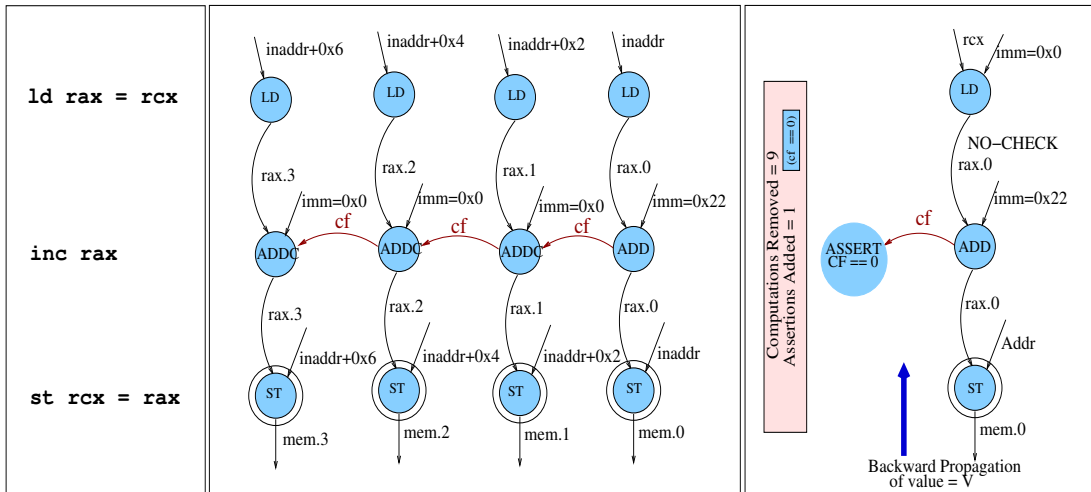 ld rax = rcx
inc rax
st rcx = rax
inaddr+0x6
inaddr+0x4
inaddr+0x2
inaddr
LD
LD
LD
LD
rax.3
rax.2
rax.1
rax.0
imm=0x0
imm=0x0
imm=0x0
imm=0x22
cf
cf
cf
ADDC
ADDC
ADDC
ADD
rax.3
rax.2
rax.1
rax.0
inaddr+0x6
inaddr+0x4
inaddr+0x2
inaddr
ST
ST
ST
ST
mem.3
mem.2
mem.1
mem.0
Computations Removed = 9
Assertions Added = 1
(cf == 0)
rcx
imm=0x0
LD
NO-CHECK
rax.0
imm=0x22
cf
ASSERT
CF == 0
ADD
rax.0
Addr
ST
mem.0
Backward Propagation
of value = V